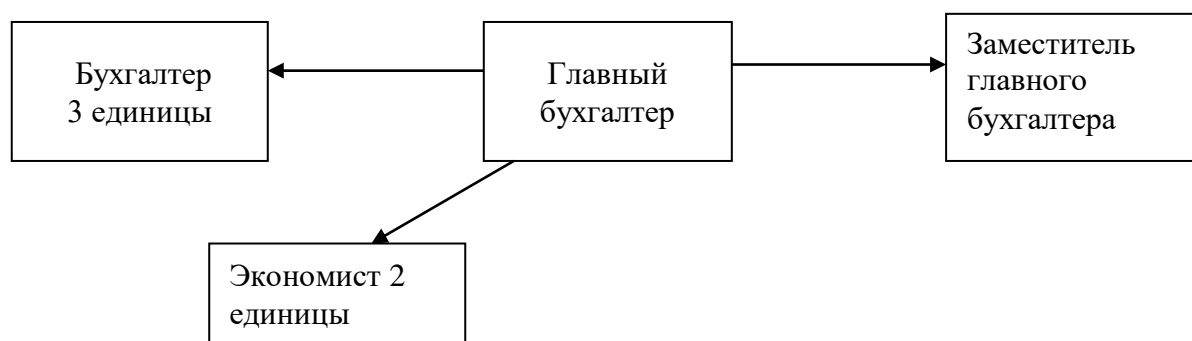 Бухгалтер
3 единицы
Главный
бухгалтер
Заместитель
главного
бухгалтера
Экономист 2
единицы